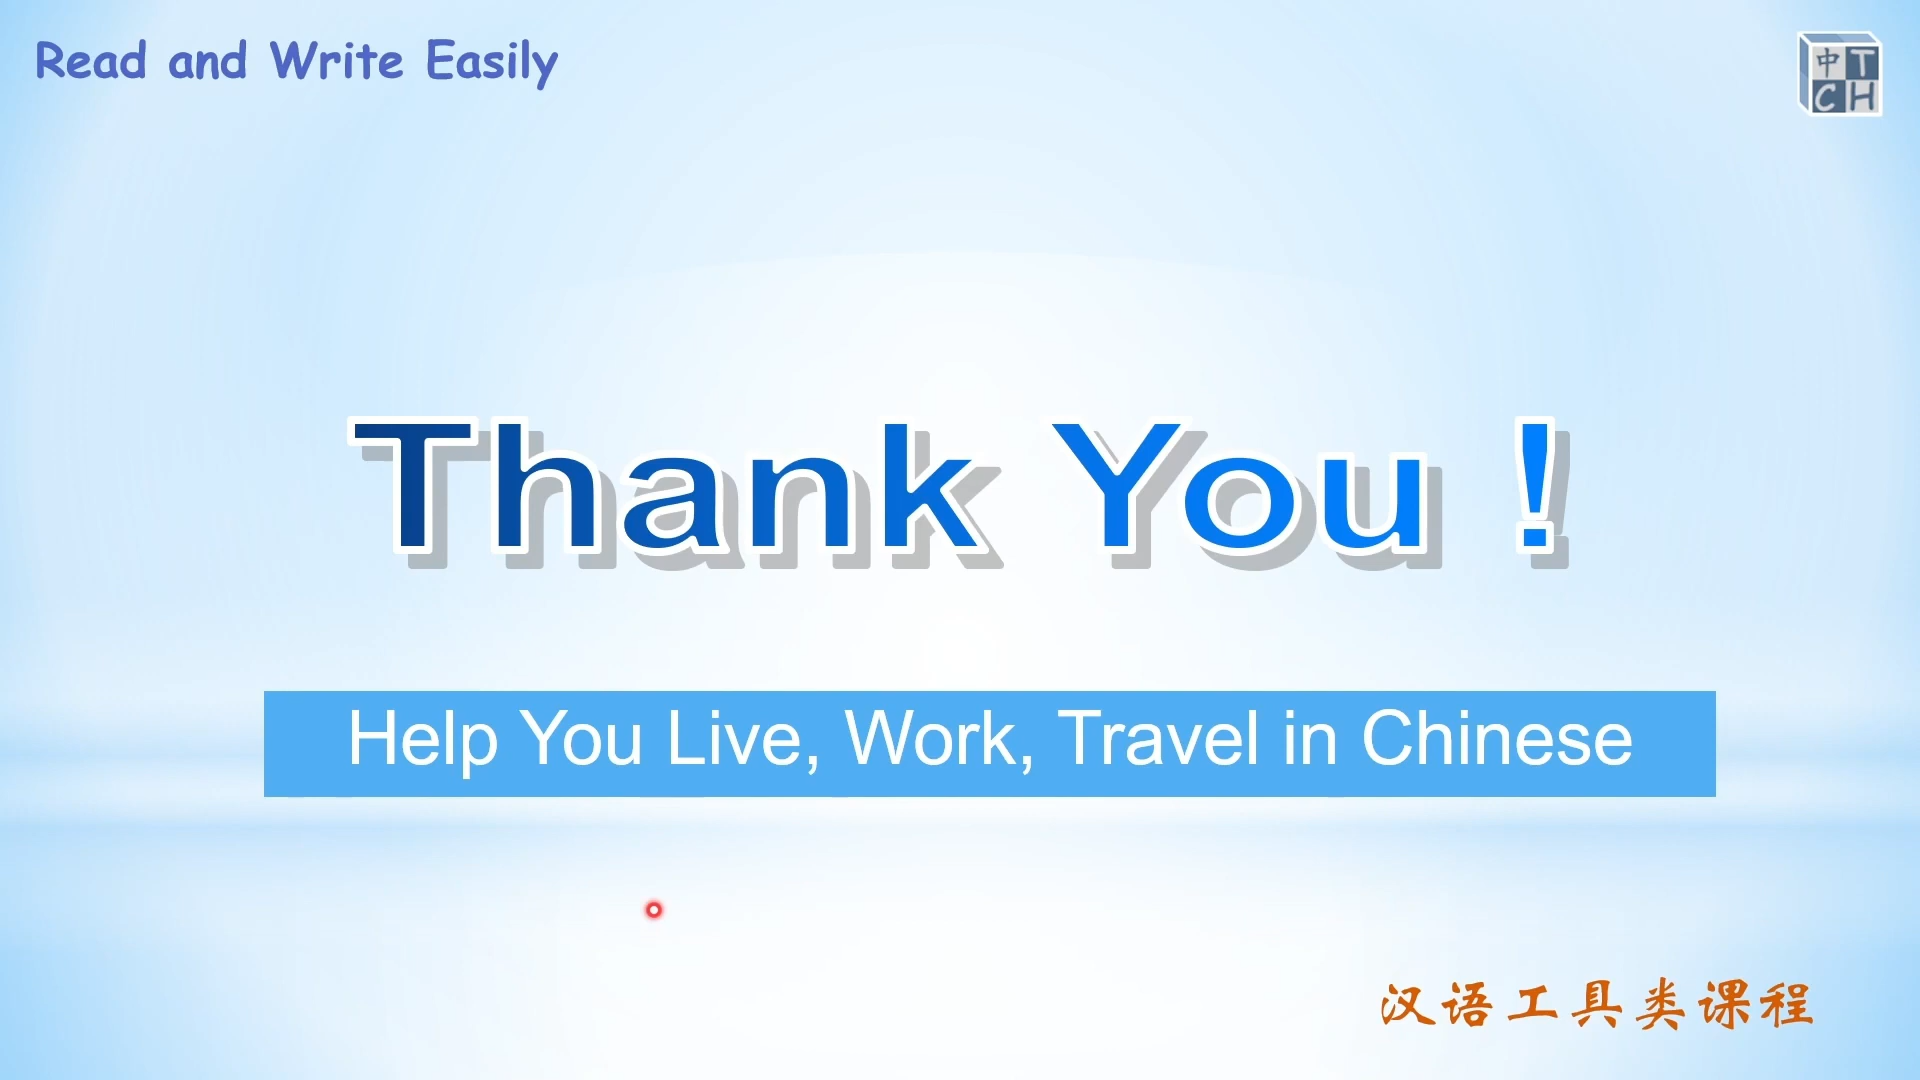 Read and Write Easily
中T
CH
Thank You !
Help You Live, Work, Travel in Chinese
汉语工具类课程